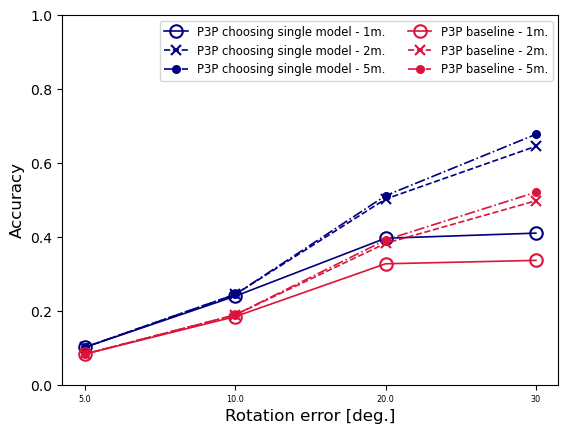 1.0
0.8
0.6
0.4
0.2
0.0
Accuracy
P3P choosing single model - 1m.
P3P choosing single model - 2m.
P3P choosing single model - 5m.
P3P baseline - 1m.
P3P baseline - 2m.
P3P baseline - 5m.
5.0 10.0 20.0 30
Rotation error [deg.]